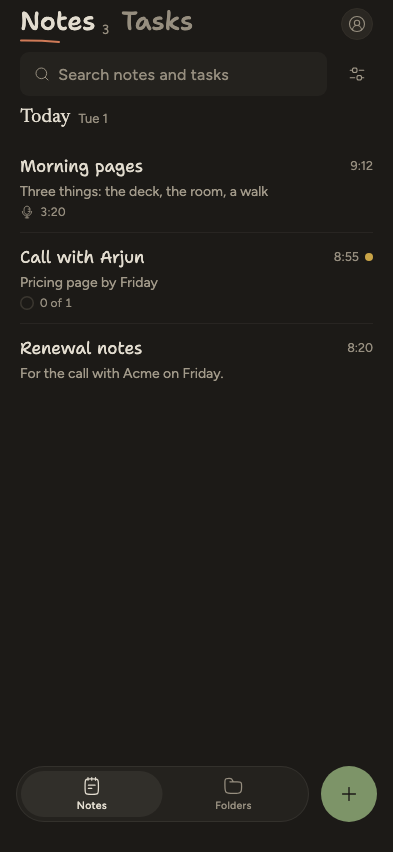 Notes 3 Tasks
Search notes and tasks
Today Tue 1
Morning pages 9:12
Three things: the deck, the room, a walk
3:20
Call with Arjun 8:55
Pricing page by Friday
0 of 1
Renewal notes 8:20
For the call with Acme on Friday.
Notes Folders